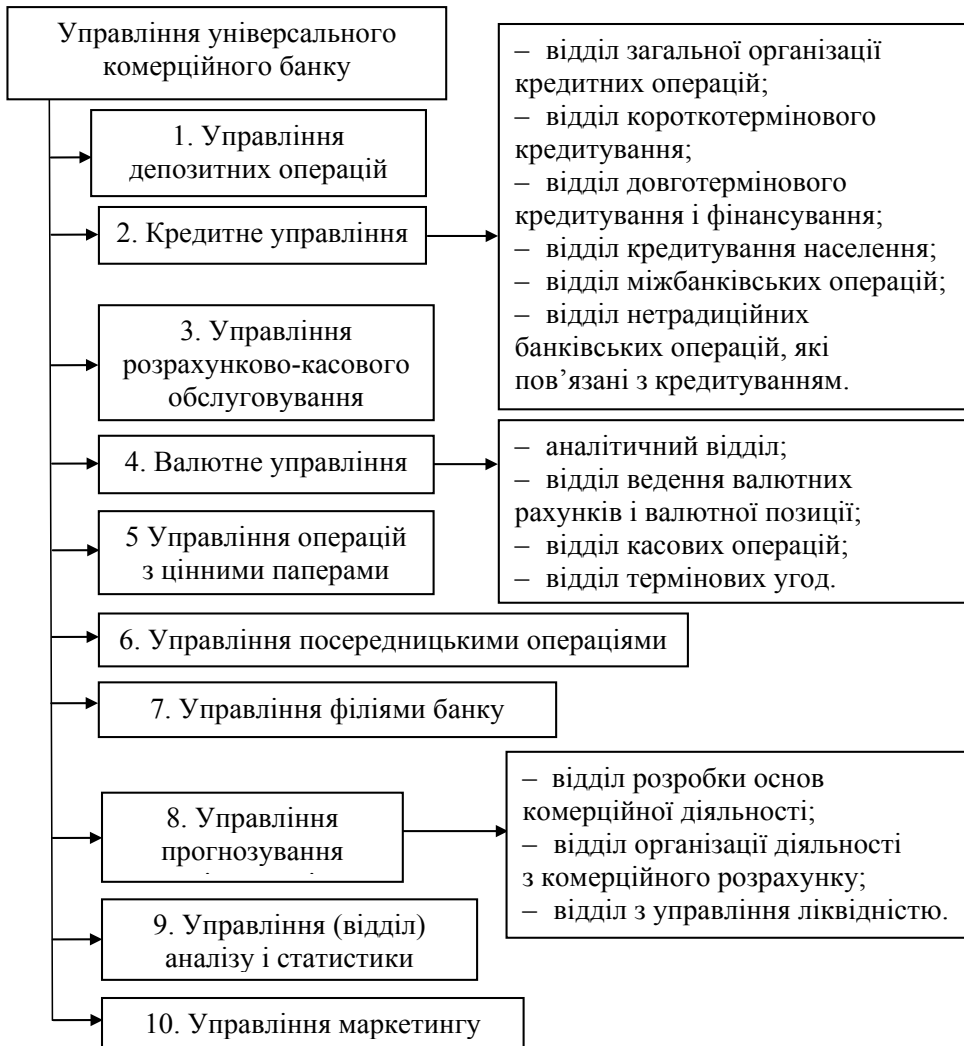 Управління універсального
комерційного банку
1. Управління
депозитних операцій
2. Кредитне управління
– відділ загальної організації
кредитних операцій;
– відділ короткотермінового
кредитування;
– відділ довготермінового
кредитування і фінансування;
– відділ кредитування населення;
– відділ міжбанківських операцій;
– відділ нетрадиційних
банківських операцій, які
пов’язані з кредитуванням.
3. Управління
розрахунково-касового
обслуговування
4. Валютне управління
– аналітичний відділ;
– відділ ведення валютних
рахунків і валютної позиції;
– відділ касових операцій;
– відділ термінових угод.
5 Управління операцій
з цінними паперами
6. Управління посередницькими операціями
7. Управління філіями банку
8. Управління
прогнозування
– відділ розробки основ
комерційної діяльності;
– відділ організації діяльності
з комерційного розрахунку;
– відділ з управління ліквідністю.
9. Управління (відділ)
аналізу і статистики
10. Управління маркетингу